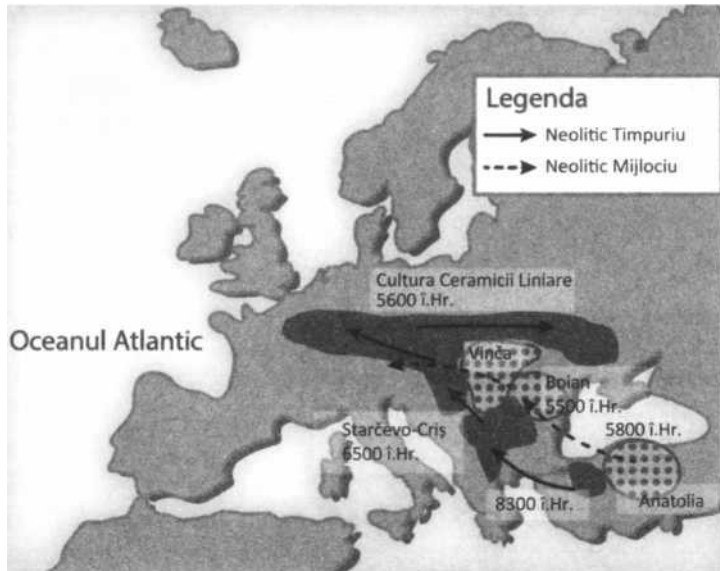 Legenda
Neolitic Timpuriu
Neolitic Mijlociu
Cultura Ceramicii Liniare
5600 î.Hr.
Oceanul Atlantic
Vinča
Boian
5500 î.Hr.
5800 î.Hr.
Starčevo-Criș
6500 î.Hr.
8300 î.Hr.
Anatolia